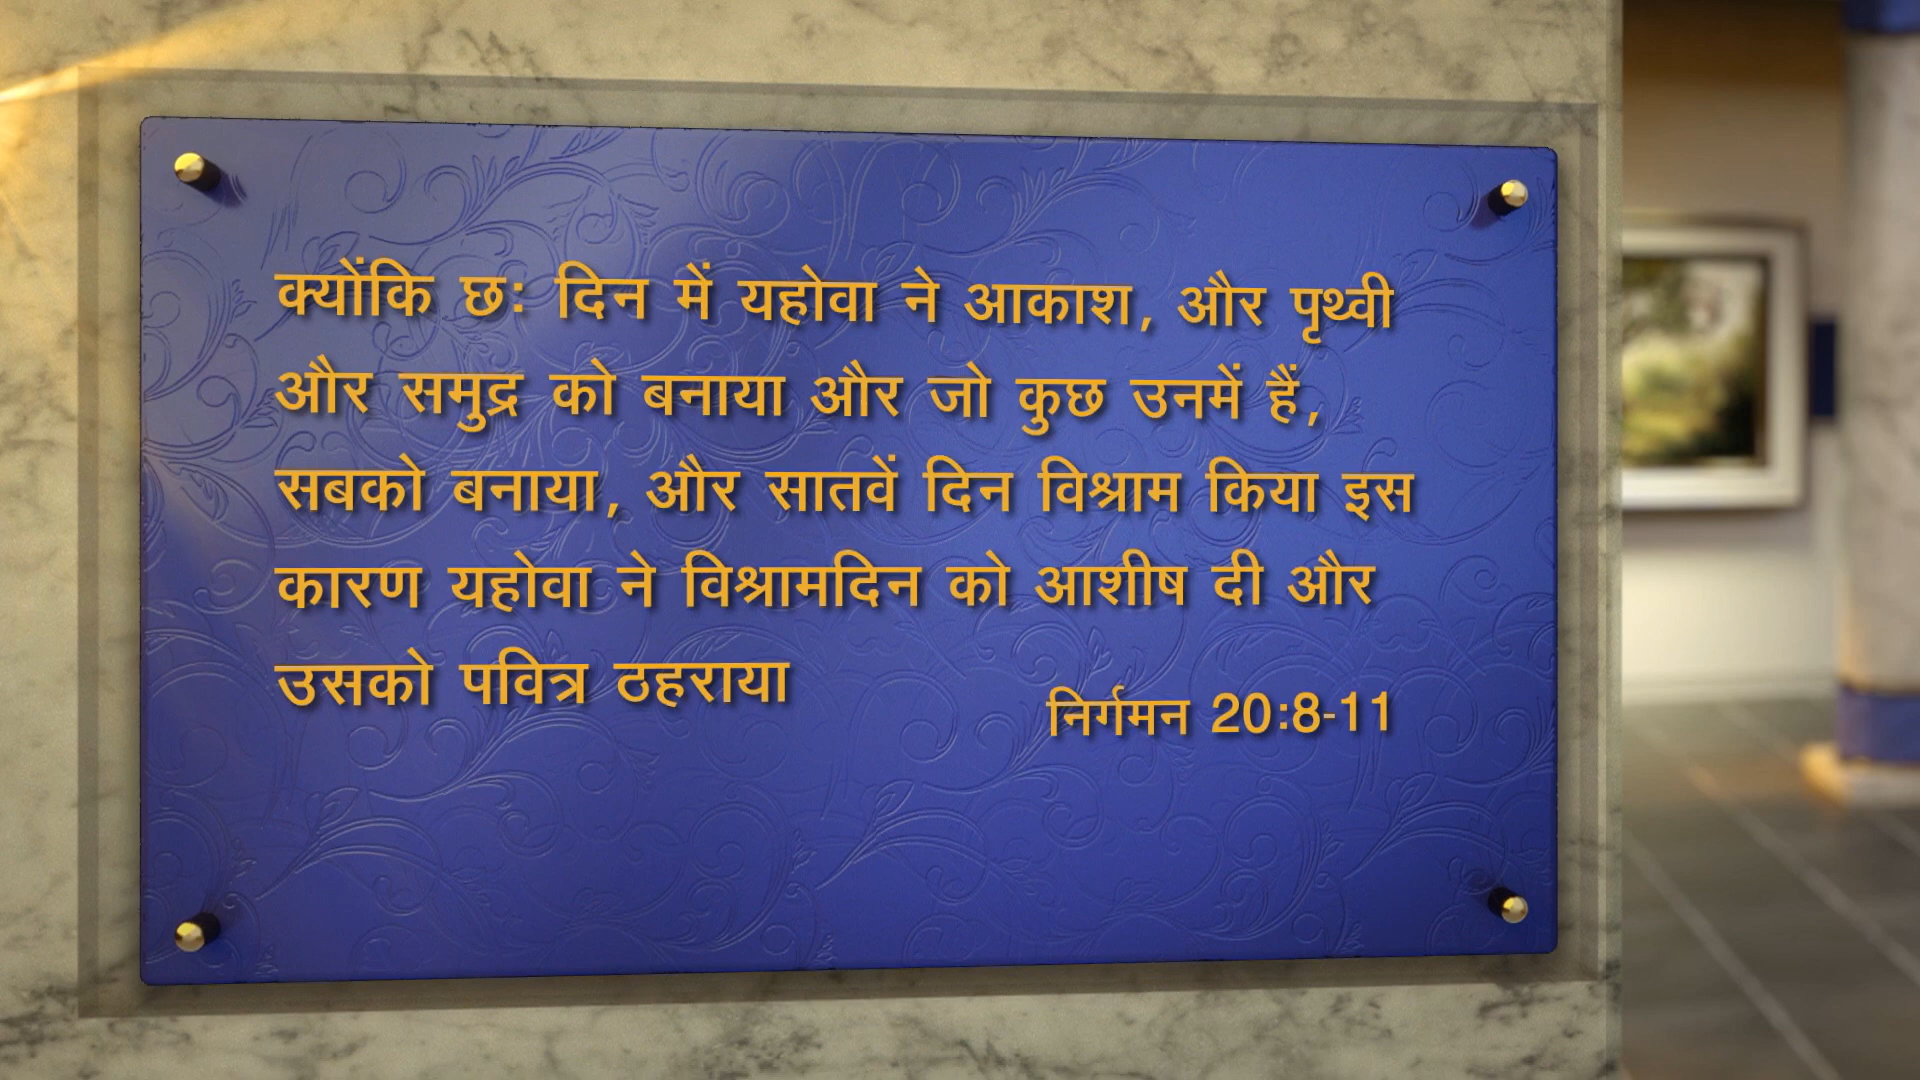 क्योंकि छः दिन में यहोवा ने आकाश, और पृथ्वी
और समुद्र को बनाया और जो कुछ उनमें हैं,
सबको बनाया, और सातवें दिन विश्राम किया इस
कारण यहोवा ने विश्रामदिन को आशीष दी और
उसको पवित्र ठहराया
निर्गमन 20:8-11